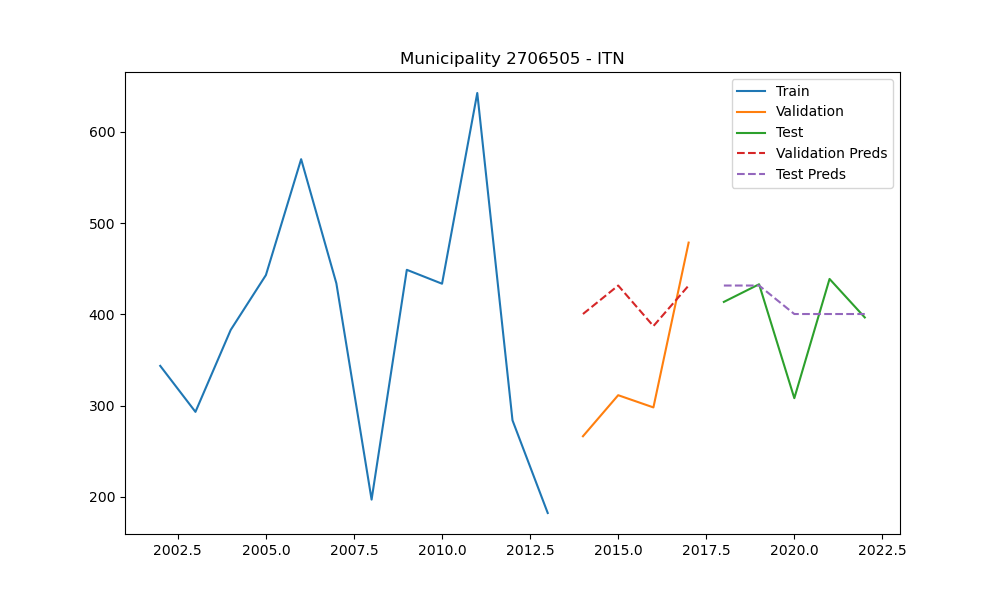 Municipality 2706505 - ITN
Train
Validation
Test
Validation Preds
Test Preds
600
500
400
300
200
2002.5 2005.0 2007.5 2010.0 2012.5 2015.0 2017.5 2020.0 2022.5